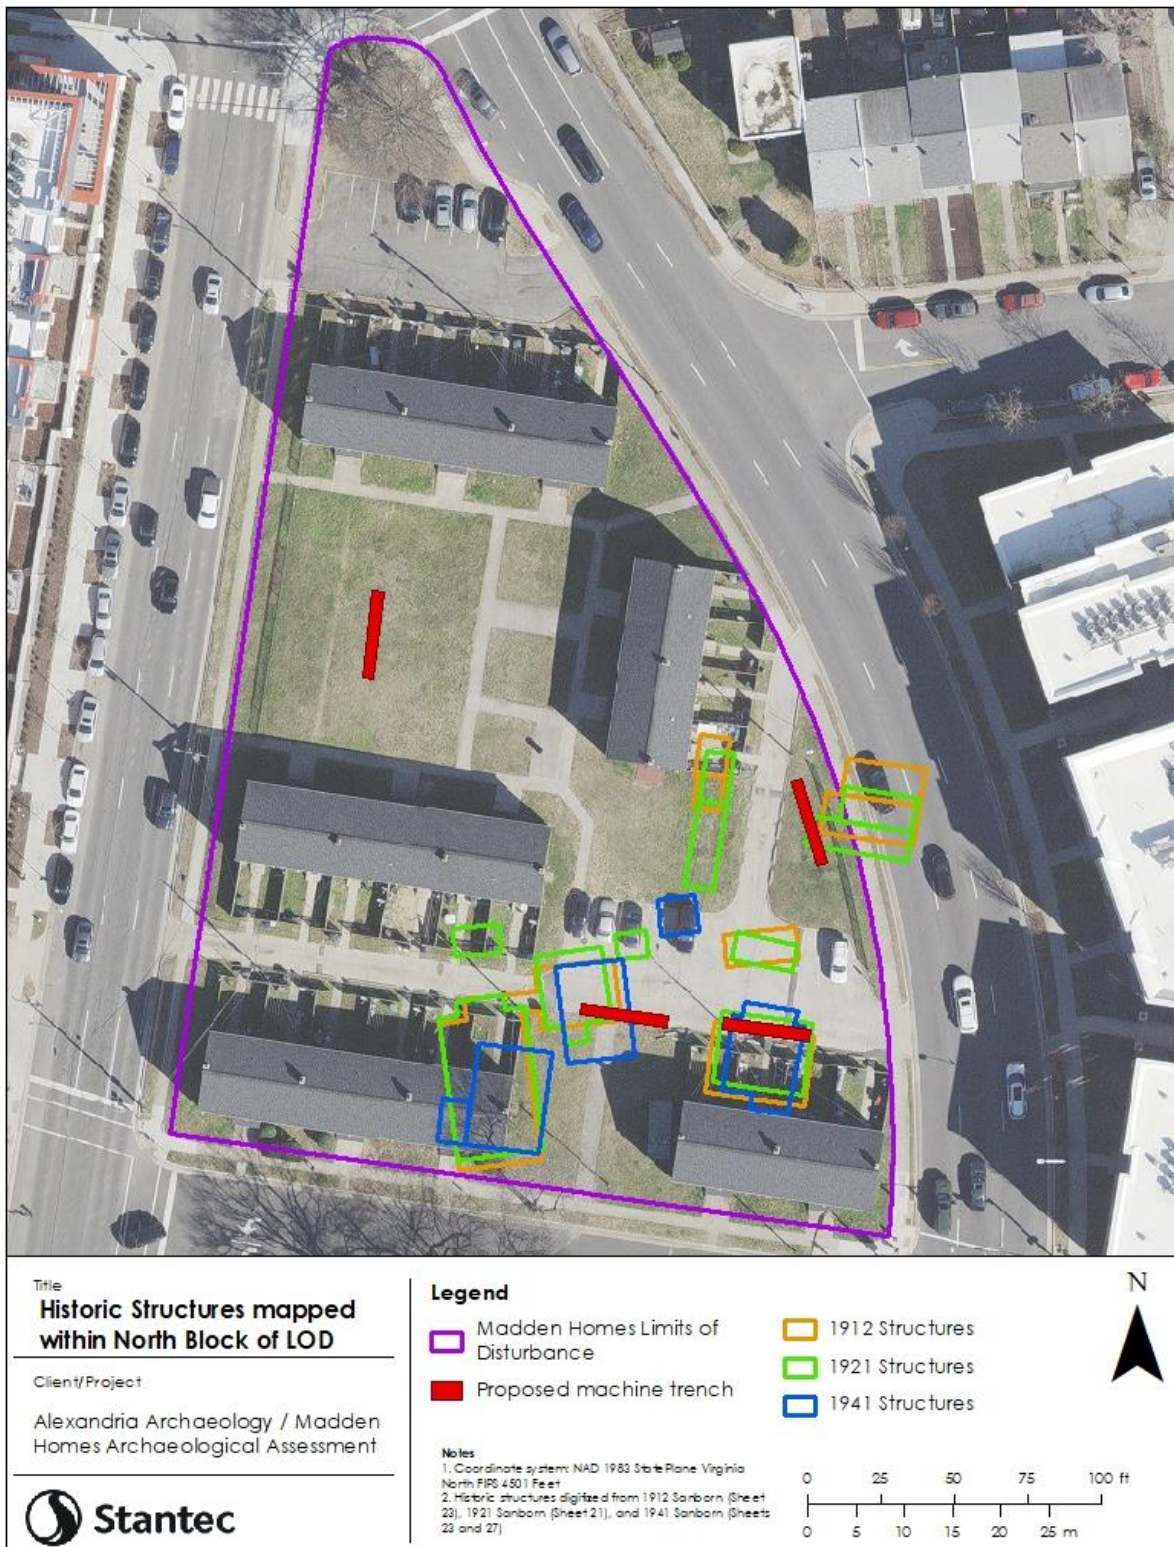 Title
Historic Structures mapped
within North Block of LOD
Client/Project
Alexandria Archaeology / Madden
Homes Archaeological Assessment
Stantec
Legend
Madden Homes Limits of
Disturbance
Proposed machine trench
1912 Structures
1921 Structures
1941 Structures
N
Notes
1. Coordinate system: NAD 1983 StatePlane Virginia
North FIPS 4501 Feet
2. Historic structures digitized from 1912 Sanborn (Sheet
23), 1921 Sanborn (Sheet 21), and 1941 Sanborn (Sheets
23 and 27)
0 25 50 75 100 ft
0 5 10 15 20 25 m